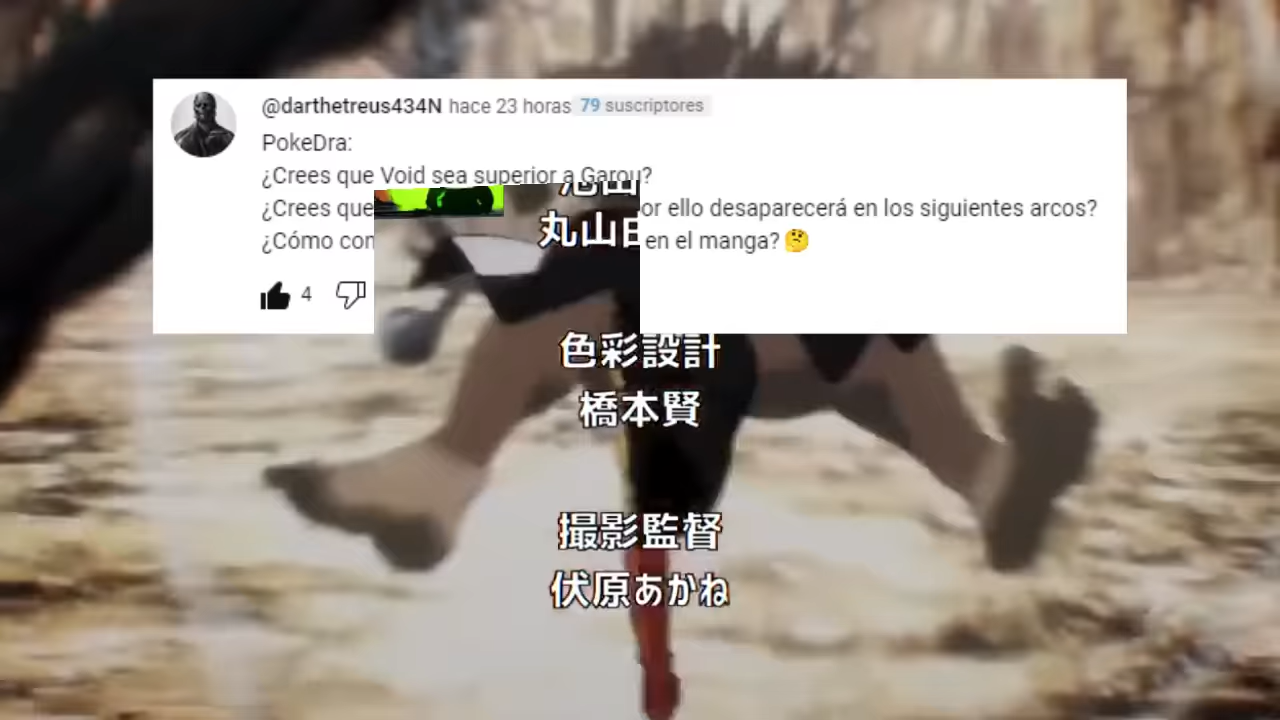 @darthetreus434N hace 23 horas 79 suscriptores
PokeDra:
¿Crees que Void sea superior a Garou?
¿Crees que
or ello desaparecerá en los siguientes arcos?
¿Cómo con
en el manga? 🤔
4
丸山
色彩設計
橋本賢
撮影監督
伏原あかね